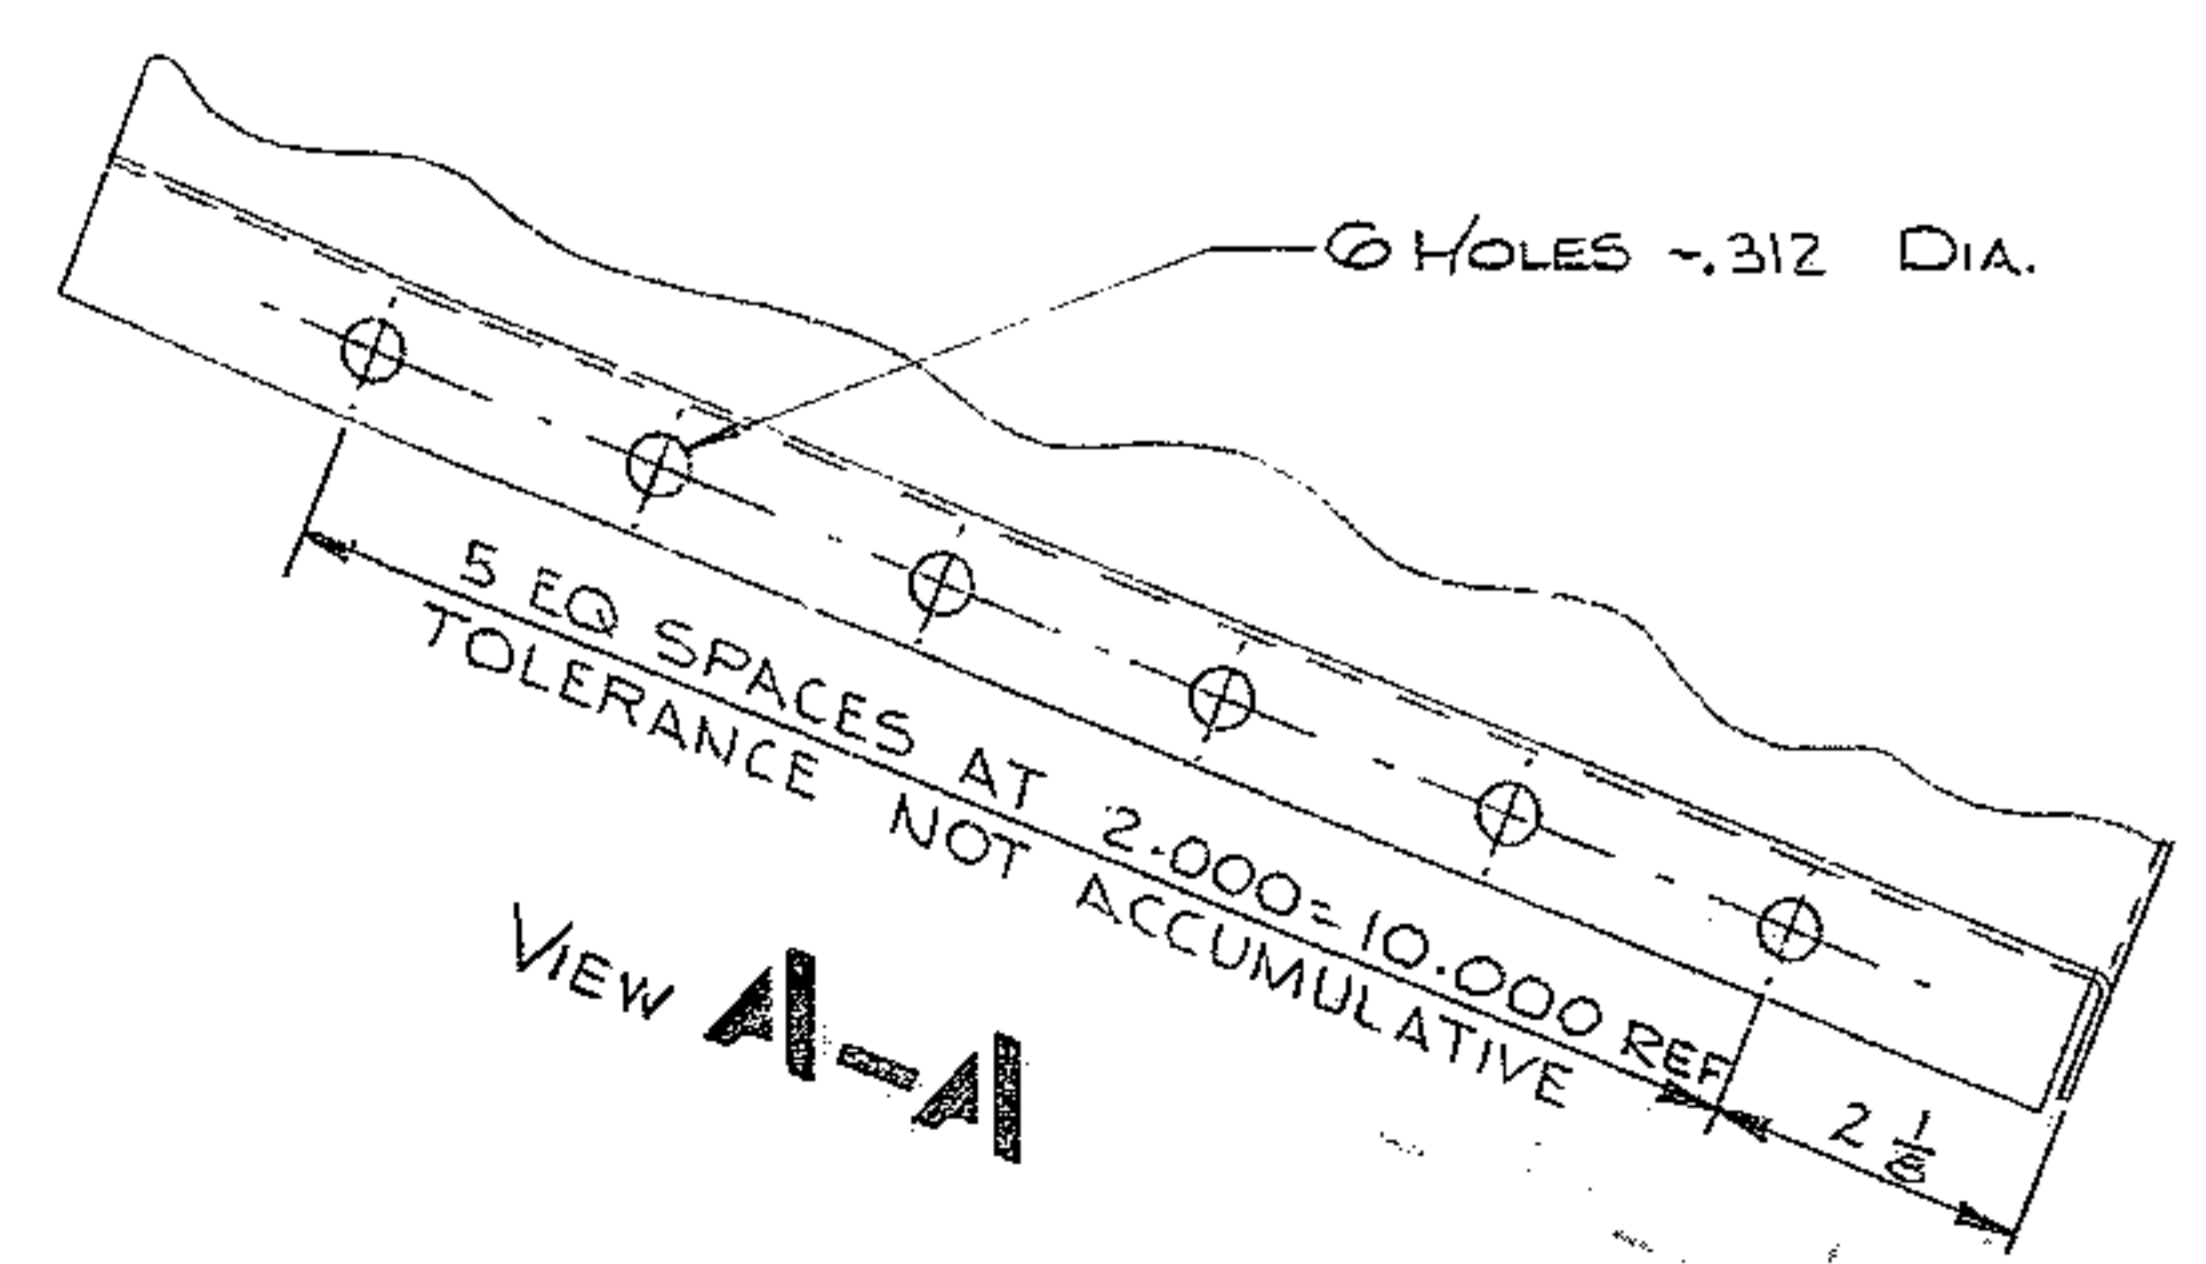 6 HOLES ~.312 DIA.
5 EQ SPACES AT 2.000=10.000 REF
TOLERANCE NOT ACCUMULATIVE
2 1/8
VIEW A-A